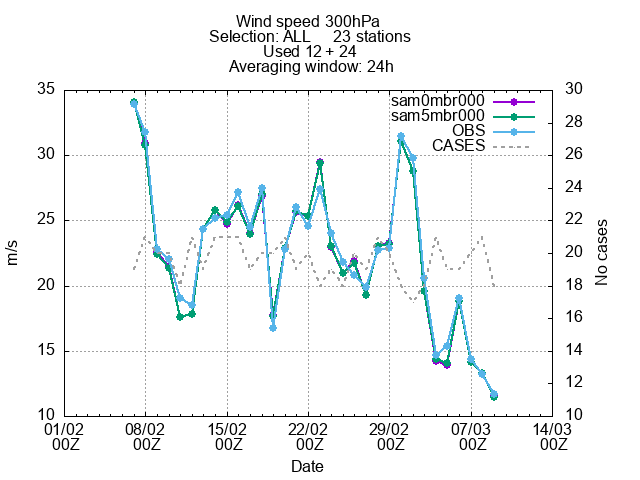 Wind speed 300hPa
Selection: ALL 23 stations
Used 12 + 24
Averaging window: 24h
sam0mbr000
sam5mbr000
OBS
CASES
35
30
25
20
15
10
m/s
30
28
26
24
22
20
18
16
14
12
10
No cases
01/02 08/02 15/02 22/02 29/02 07/03 14/03
00Z 00Z 00Z 00Z 00Z 00Z 00Z
Date